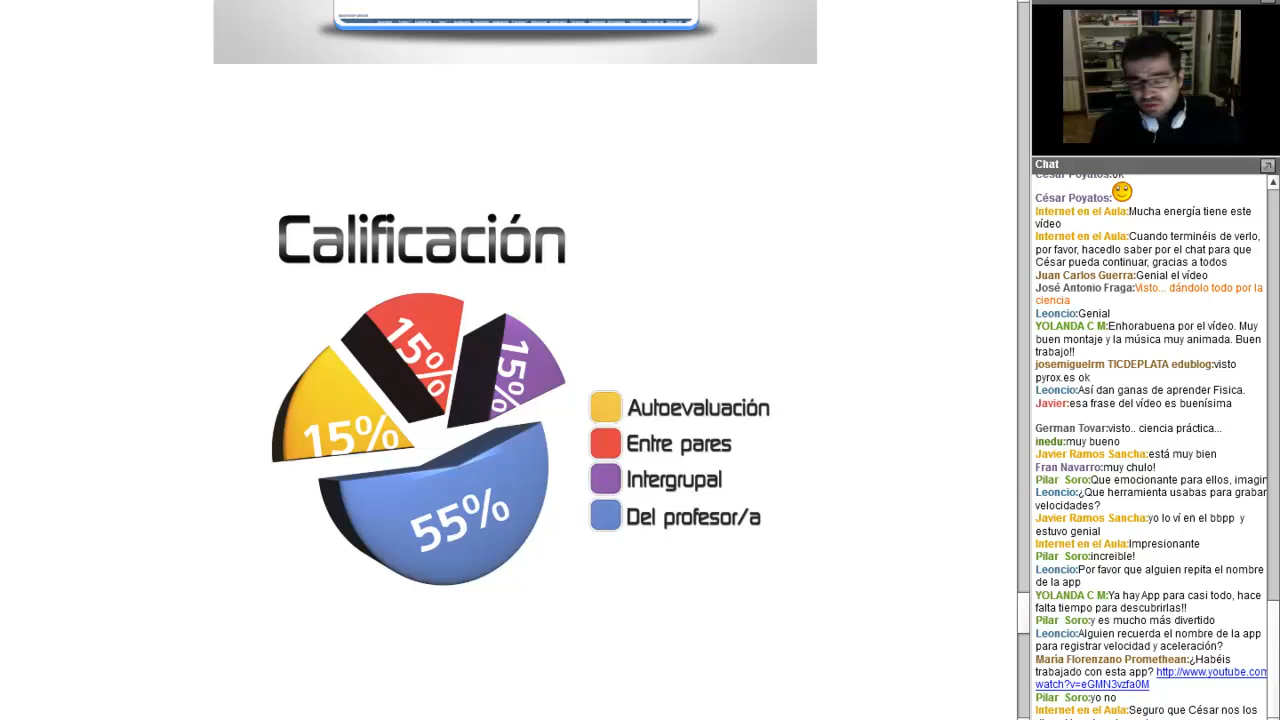 Calificación
15%
15%
15%
55%
Autoevaluación
Entre pares
Intergrupal
Del profesor/a
Chat
César Poyatos:ok
César Poyatos:
Internet en el Aula:Mucha energía tiene este
vídeo
Internet en el Aula:Cuando terminéis de verlo,
por favor, hacedlo saber por el chat para que
César pueda continuar, gracias a todos
Juan Carlos Guerra:Genial el vídeo
José Antonio Fraga:Visto... dándolo todo por la
ciencia
Leoncio:Genial
YOLANDA C M:Enhorabuena por el vídeo. Muy
buen montaje y la música muy animada. Buen
trabajo!!
josemiguelrm TICDEPLATA edublog:visto
pyrox.es ok
Leoncio:Así dan ganas de aprender Fisica.
Javier:esa frase del vídeo es buenísima
German Tovar:visto.. ciencia práctica...
inedu:muy bueno
Javier Ramos Sancha:está muy bien
Fran Navarro:muy chulo!
Pilar Soro:Que emocionante para ellos, imagin
Leoncio:¿Que herramienta usabas para grabar
velocidades?
Javier Ramos Sancha:yo lo ví en el bbpp y
estuvo genial
Internet en el Aula:Impresionante
Pilar Soro:increible!
Leoncio:Por favor que alguien repita el nombre
de la app
YOLANDA C M:Ya hay App para casi todo, hace
falta tiempo para descubrirlas!!
Pilar Soro:y es mucho más divertido
Leoncio:Alguien recuerda el nombre de la app
para registrar velocidad y aceleración?
María Florenzano Promethean:¿Habéis
trabajado con esta app? http://www.youtube.com
watch?v=eGMN3vzfa0M
Pilar Soro:yo no
Internet en el Aula:Seguro que César nos los